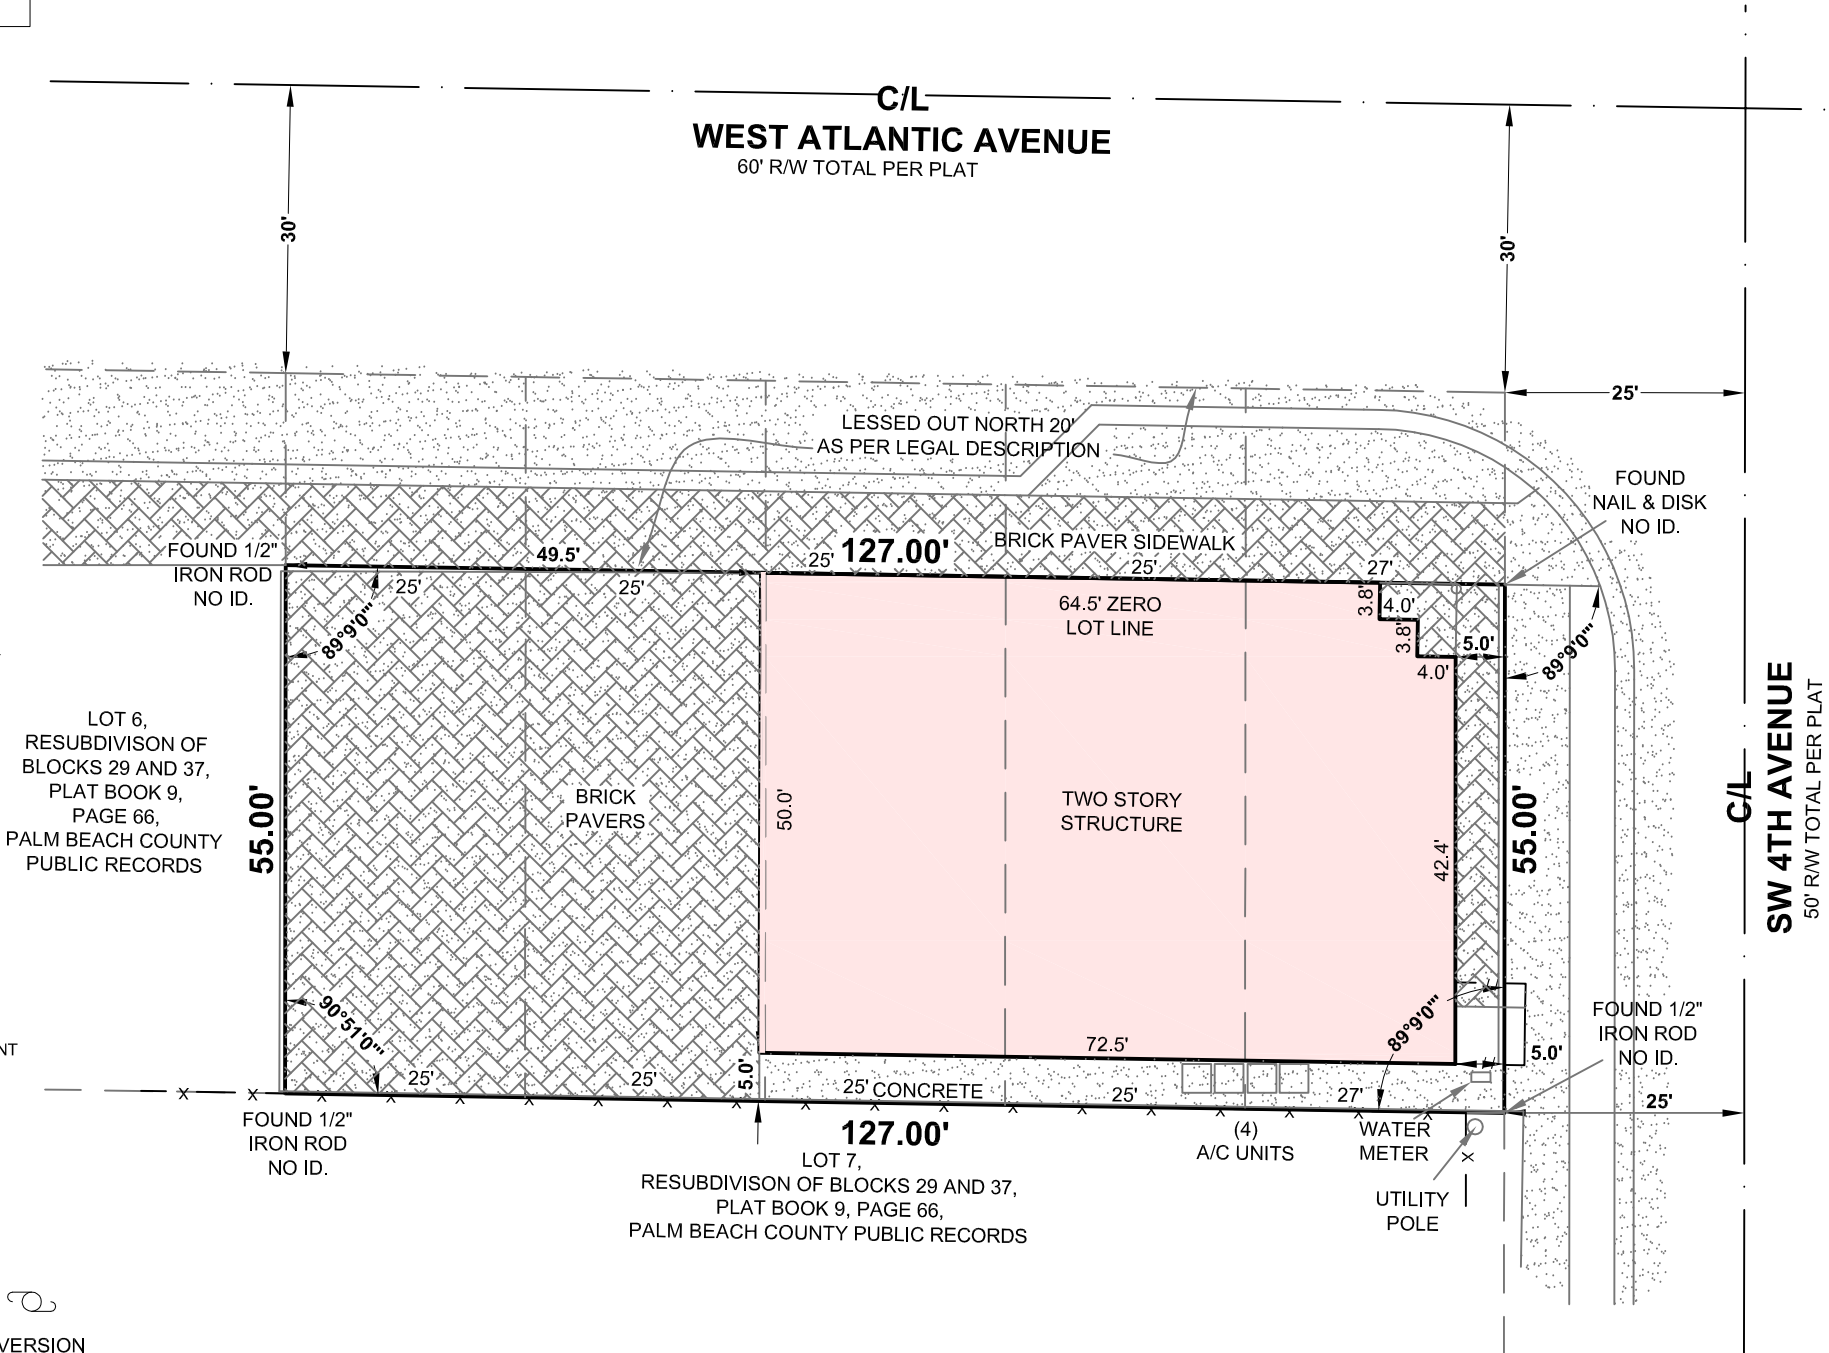 C/L
WEST ATLANTIC AVENUE
60' R/W TOTAL PER PLAT
30'
30'
25'
LESSED OUT NORTH 20'
AS PER LEGAL DESCRIPTION
FOUND
NAIL & DISK
NO ID.
FOUND 1/2"
IRON ROD
NO ID.
49.5'
127.00'
BRICK PAVER SIDEWALK
25'
25'
25'
25'
27'
89°9'0"'
64.5' ZERO
LOT LINE
3.8'
4.0'
3.8'
4.0'
5.0'
89°9'0"'
LOT 6,
RESUBDIVISON OF
BLOCKS 29 AND 37,
PLAT BOOK 9,
PAGE 66,
PALM BEACH COUNTY
PUBLIC RECORDS
55.00'
BRICK
PAVERS
50.0'
TWO STORY
STRUCTURE
42.4'
55.00'
C/L
SW 4TH AVENUE
50' R/W TOTAL PER PLAT
90°51'0"'
89°9'0"'
FOUND 1/2"
IRON ROD
NO ID.
NT
72.5'
5.0'
5.0'
25'
25'
25'
CONCRETE
25'
27'
25'
FOUND 1/2"
IRON ROD
NO ID.
127.00'
(4)
A/C UNITS
WATER
METER
LOT 7,
RESUBDIVISON OF BLOCKS 29 AND 37,
PLAT BOOK 9, PAGE 66,
PALM BEACH COUNTY PUBLIC RECORDS
UTILITY
POLE
VERSION